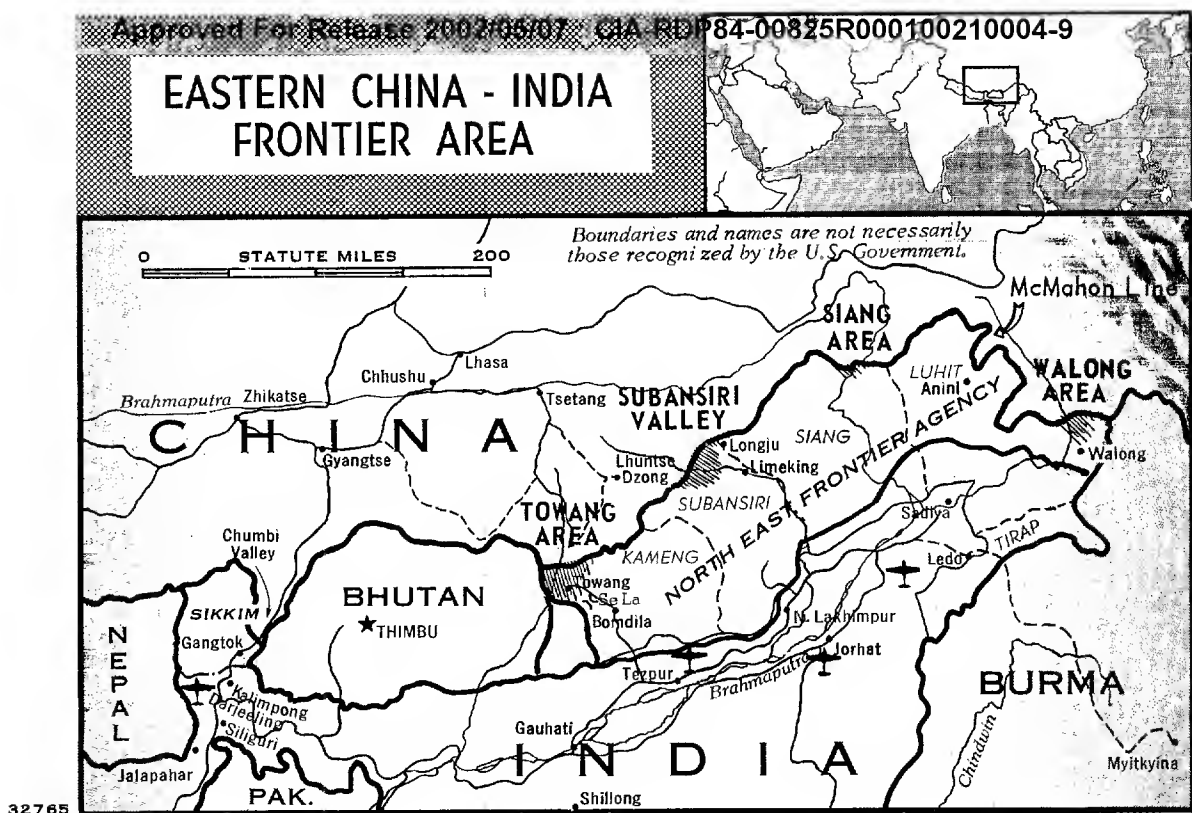 Approved For Release 2002/05/07 : CIA-RDP84-00825R000100210004-9
EASTERN CHINA - INDIA
FRONTIER AREA
Boundaries and names are not necessarily
those recognized by the U.S. Government.
0 STATUTE MILES 200
McMahon Line
SIANG
AREA
WALONG
AREA
LUHIT
Aninl
Lhasa
Chhushu
Brahmaputra
Zhikatse
Tsetang
SUBANSIRI
VALLEY
CHINA
Gyangtse
Longju
SIANG
Walong
Lhuntse
Dzong
Limeking
SUBANSIRI
NORTH EAST FRONTIER AGENCY
Sadiya
TOWANG
AREA
KAMENG
TIRAP
Ledo
Chumbi
Valley
Towang
Se La
Bomdila
BHUTAN
THIMBU
SIKKIM
Gangtok
NEPAL
N. Lakhimpur
Jorhat
Tezpur
Brahmaputra
BURMA
Kalimpong
Darjeeling
Siliguri
Gauhati
INDIA
Chindwin
Jalapahar
Myitkyina
PAK.
Shillong
32765